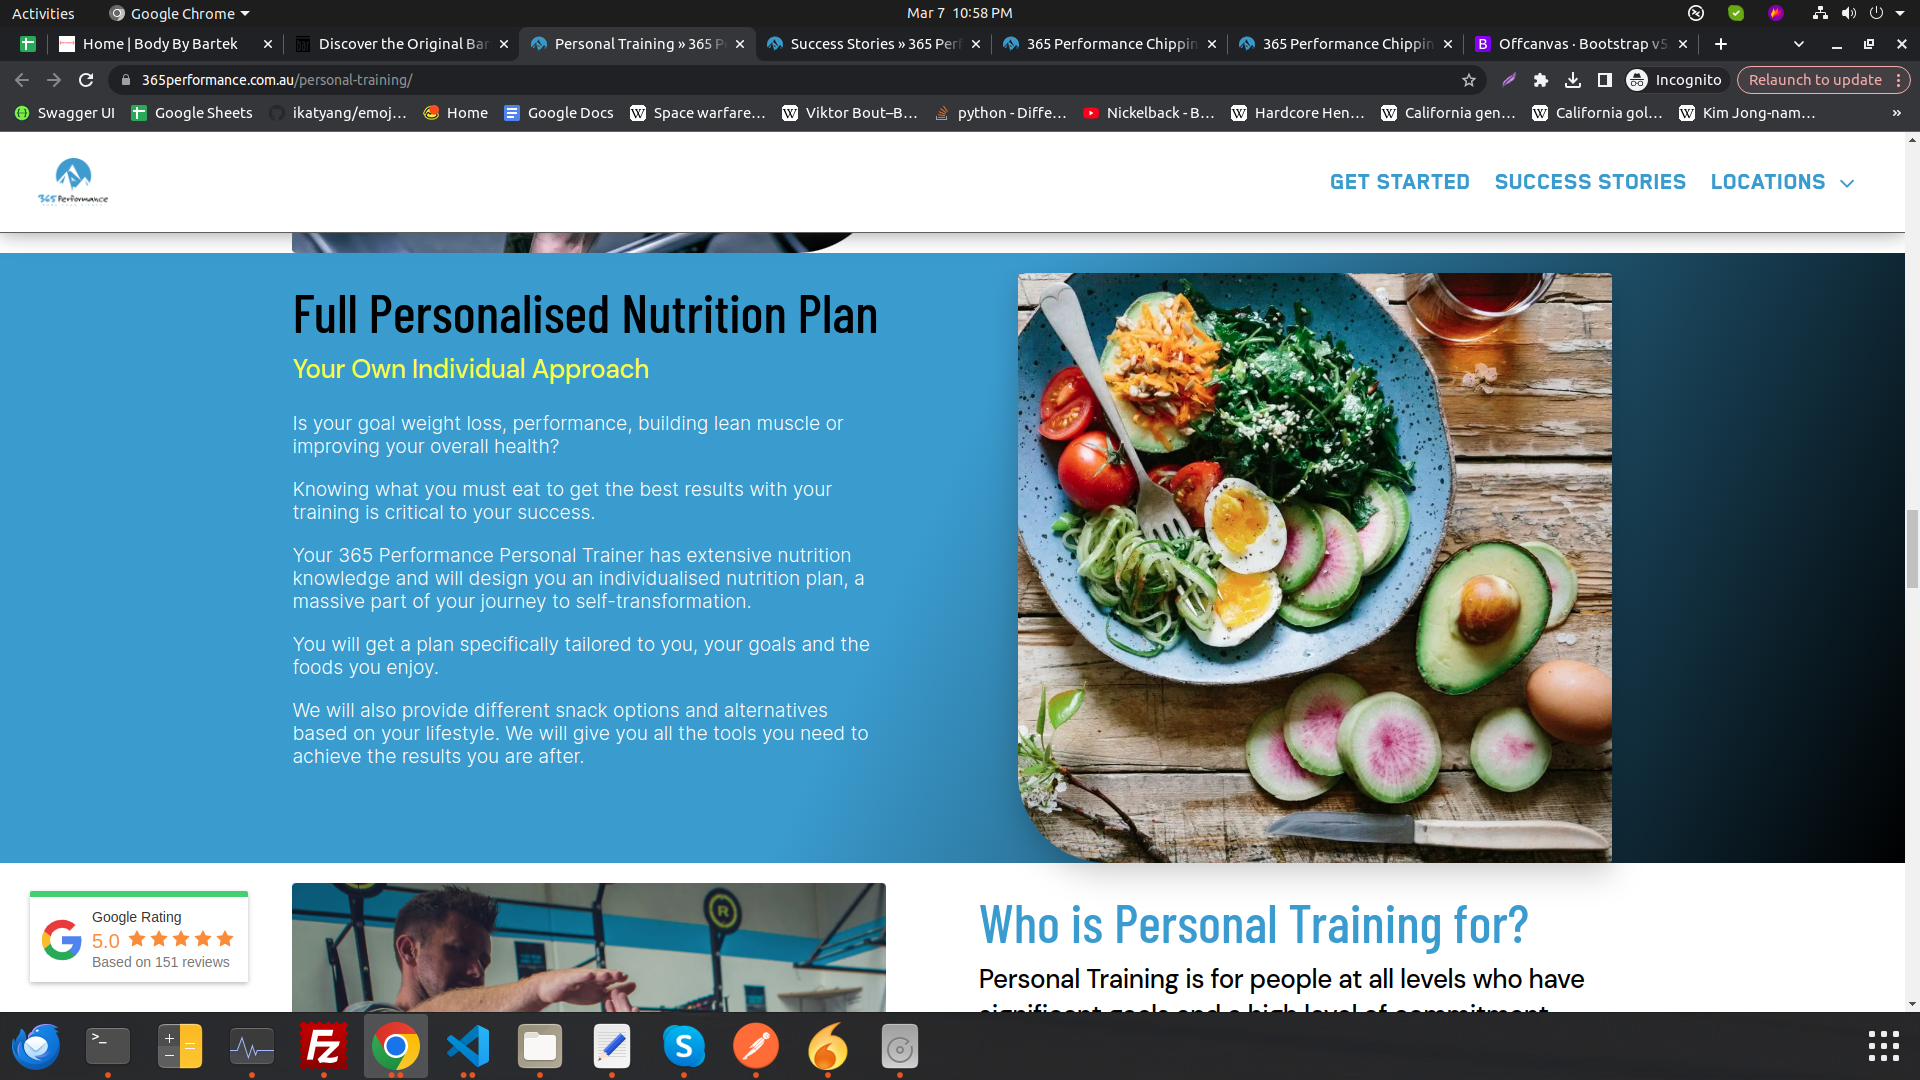 Activities
Google Chrome
Mar 7 10:58 PM
Home | Body By Bartek
Discover the Original Bar
Personal Training » 365 P
Success Stories » 365 Perf
365 Performance Chippin
365 Performance Chippin
Offcanvas · Bootstrap v5
365performance.com.au/personal-training/
Incognito
Relaunch to update
Swagger UI
Google Sheets
ikatyang/emoj…
Home
Google Docs
Space warfare…
Viktor Bout–B…
python - Diffe…
Nickelback - B…
Hardcore Hen…
California gen…
California gol…
Kim Jong-nam…
»
365 Performance
GET STARTED
SUCCESS STORIES
LOCATIONS
Full Personalised Nutrition Plan
Your Own Individual Approach
Is your goal weight loss, performance, building lean muscle or
improving your overall health?
Knowing what you must eat to get the best results with your
training is critical to your success.
Your 365 Performance Personal Trainer has extensive nutrition
knowledge and will design you an individualised nutrition plan, a
massive part of your journey to self-transformation.
You will get a plan specifically tailored to you, your goals and the
foods you enjoy.
We will also provide different snack options and alternatives
based on your lifestyle. We will give you all the tools you need to
achieve the results you are after.
Google Rating
5.0
Based on 151 reviews
Who is Personal Training for?
Personal Training is for people at all levels who have
significant goals and a high level of commitment